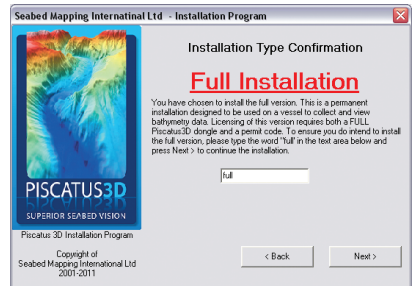 Seabed Mapping Internatinal Ltd - Installation Program
Installation Type Confirmation
Full Installation
You have chosen to install the full version. This is a permanent
installation designed to be used on a vessel to collect and view
bathymetry data. Licensing of this version requires both a FULL
Piscatus3D dongle and a permit code. To ensure you do intend to install
the full version, please type the word "full" in the text area below and
press Next > to continue the installation.
full
PISCATUS3D
SUPERIOR SEABED VISION
Piscatus 3D Installation Program
Copyright of
Seabed Mapping International Ltd
2001-2011
< Back
Next >